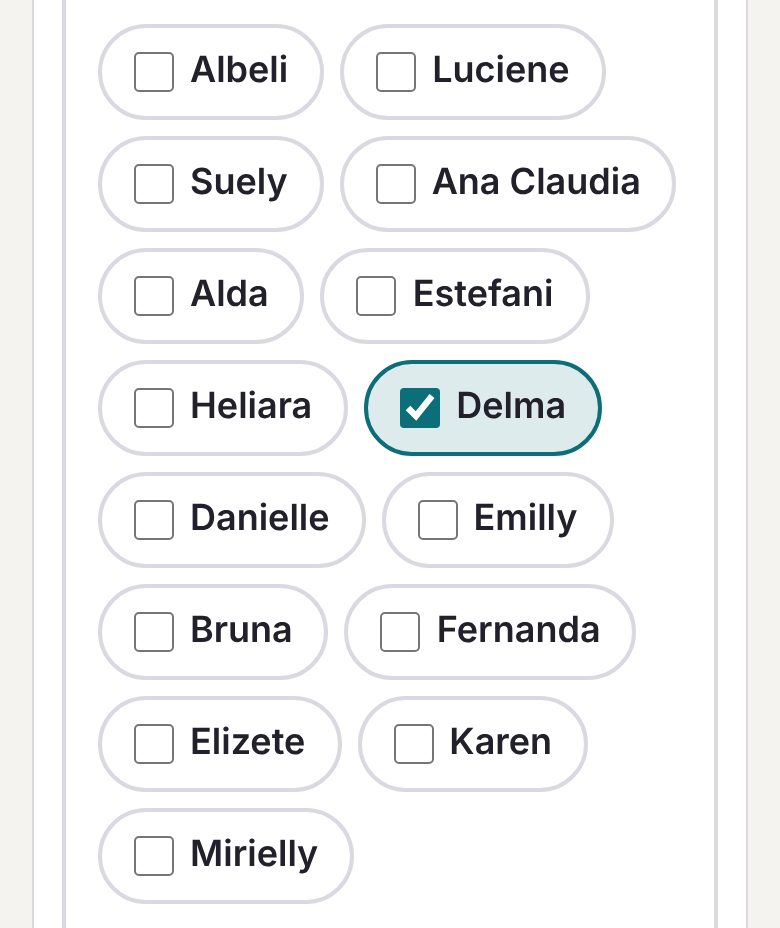 Albeli Luciene
Suely Ana Claudia
Alda Estefani
Heliara Delma
Danielle Emilly
Bruna Fernanda
Elizete Karen
Mirielly